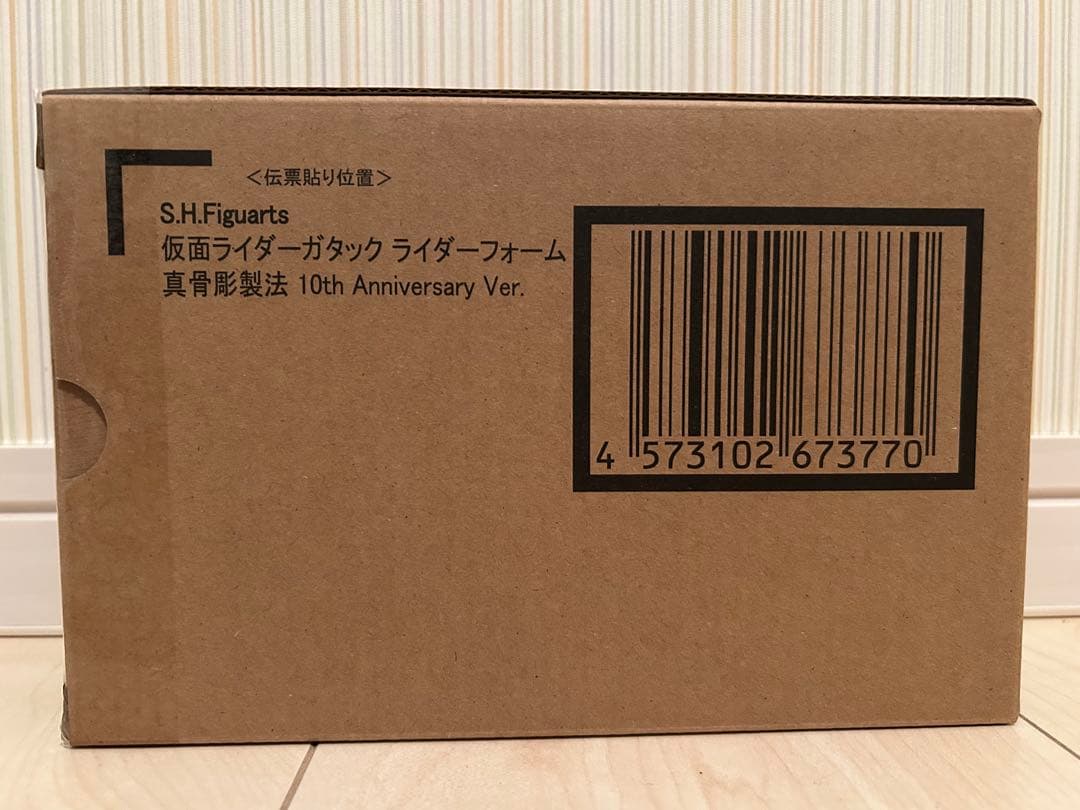 <伝票貼り位置>
S.H.Figuarts
仮面ライダーガタック ライダーフォーム
真骨彫製法 10th Anniversary Ver.
4 573102 673770